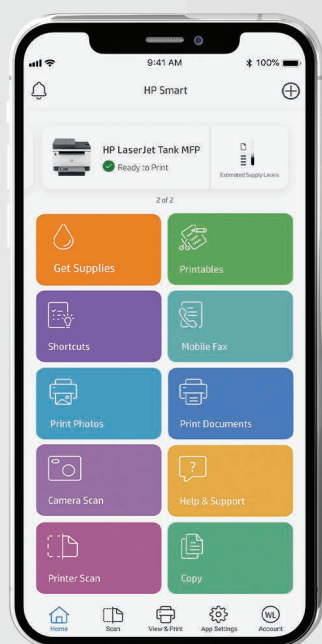 9:41 AM
100%
HP Smart
HP LaserJet Tank MFP
Ready to Print
Estimated Supply Levels
2 of 2
Get Supplies
Printables
Shortcuts
Mobile Fax
Print Photos
Print Documents
Camera Scan
Help & Support
Printer Scan
Copy
Home
Scan
View & Print
App Settings
WL
Account